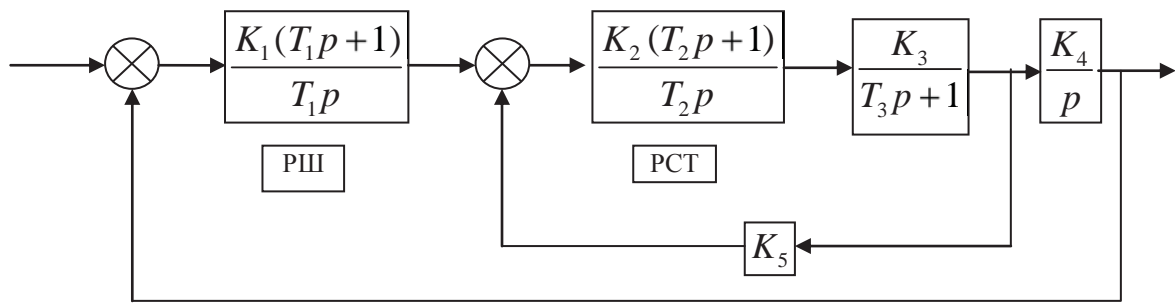 K₁(T₁p+1)
T₁p
K₂(T₂p+1)
T₂p
K₃
T₃p+1
K₄
p
РШ
РСТ
K₅